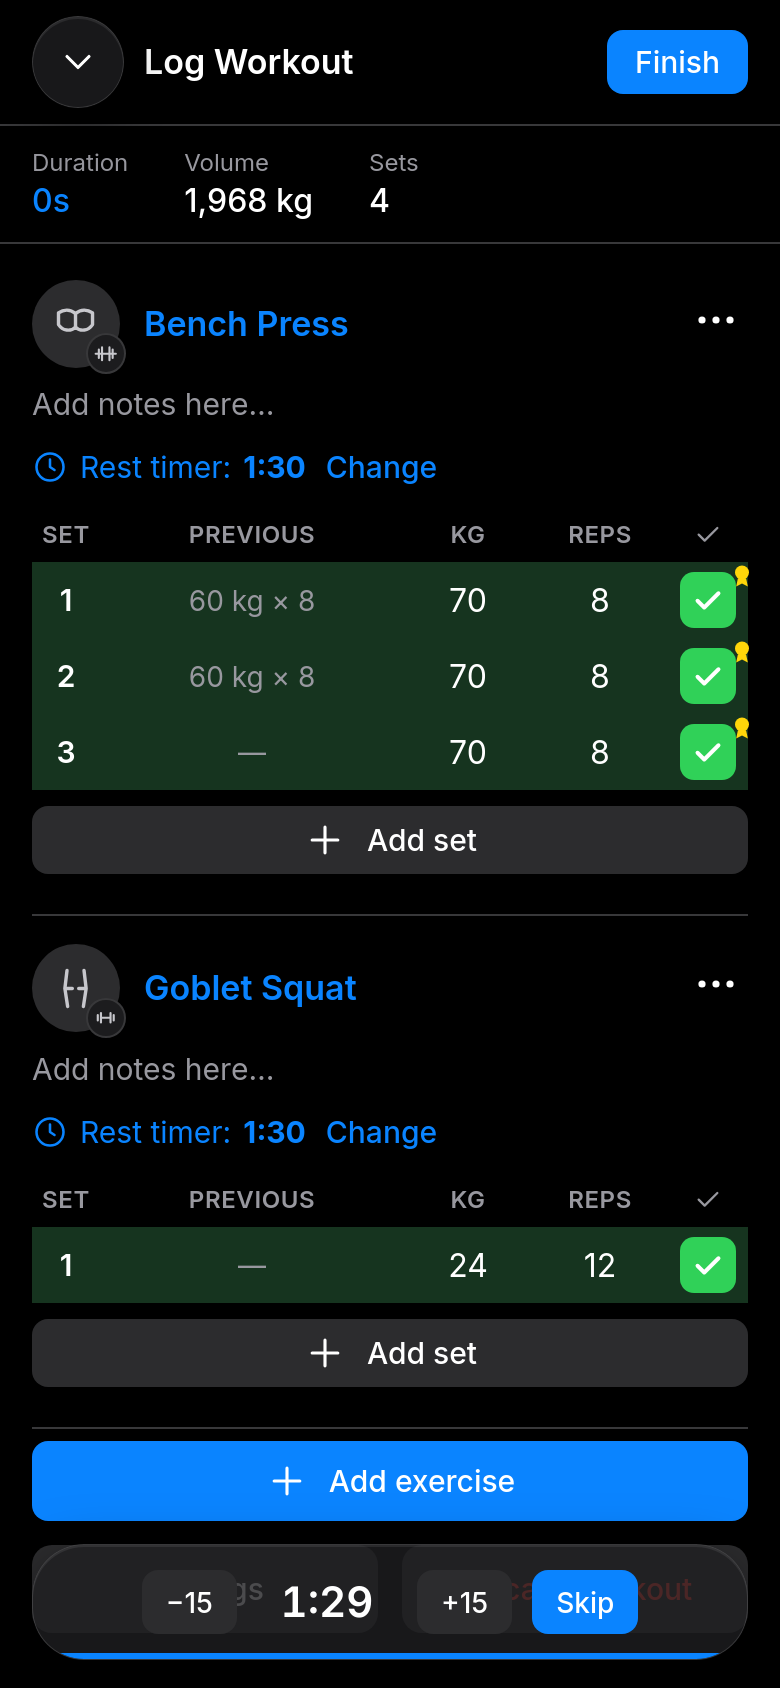 Log Workout Finish
Duration Volume Sets
0s 1,968 kg 4
Bench Press
Add notes here...
Rest timer: 1:30 Change
SET PREVIOUS KG REPS
1 60 kg × 8 70 8
2 60 kg × 8 70 8
3 — 70 8
Add set
Goblet Squat
Add notes here...
Rest timer: 1:30 Change
SET PREVIOUS KG REPS
1 — 24 12
Add set
Add exercise
−15 1:29 +15 Skip